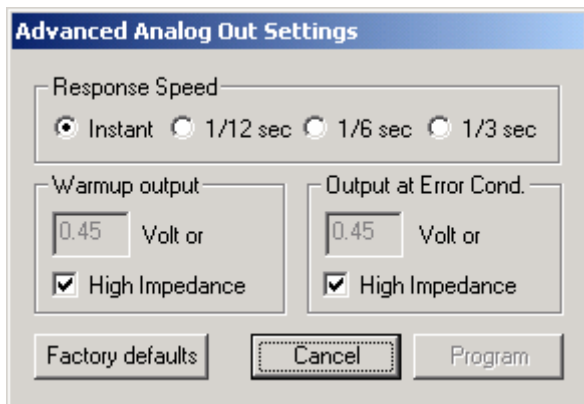 Advanced Analog Out Settings
Response Speed
Instant 1/12 sec 1/6 sec 1/3 sec
Warmup output
0.45 Volt or
High Impedance
Output at Error Cond.
0.45 Volt or
High Impedance
Factory defaults Cancel Program